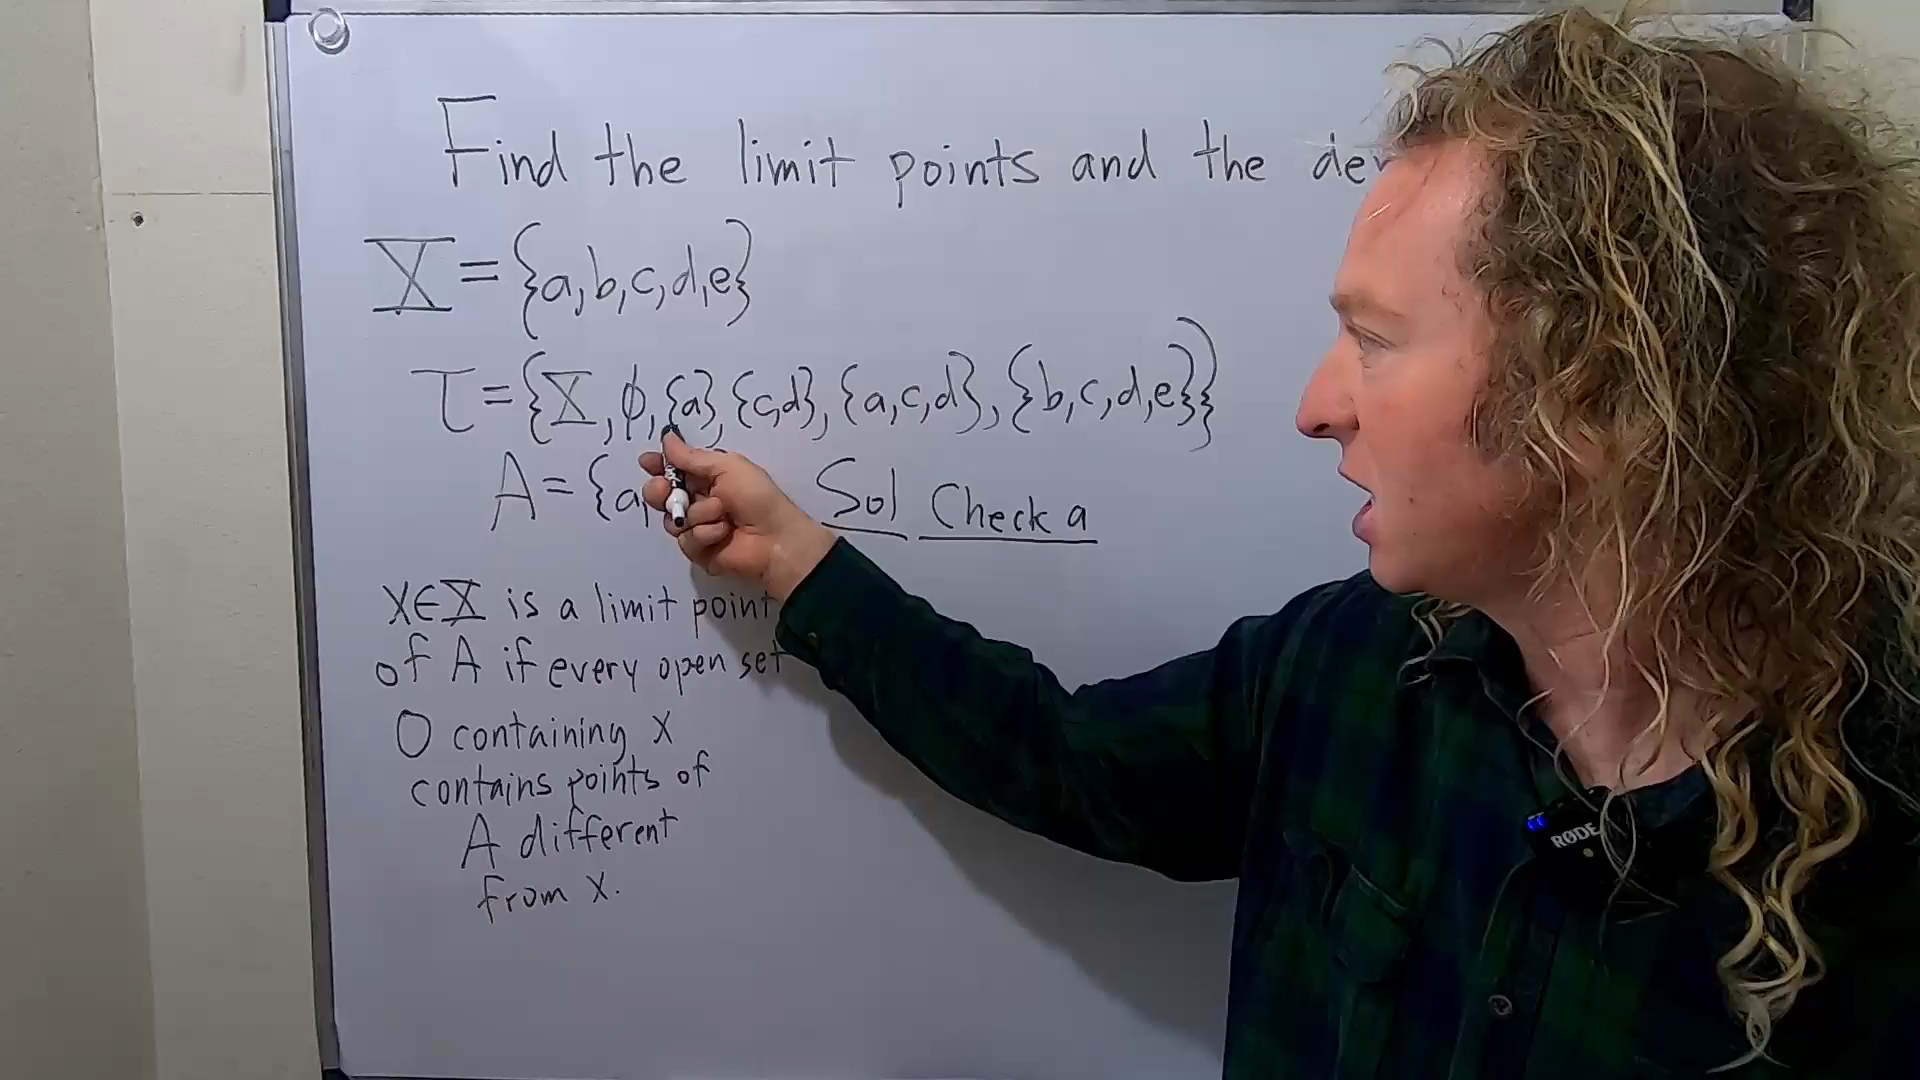 Find the limit points and the
X = {a,b,c,d,e}
τ = {X, φ, {a}, {c,d}, {a,c,d}, {b,c,d,e}}
A = {a, Sol Check a
x∈X is a limit point
of A if every open set
O containing x
contains points of
A different
from x.
RØDE